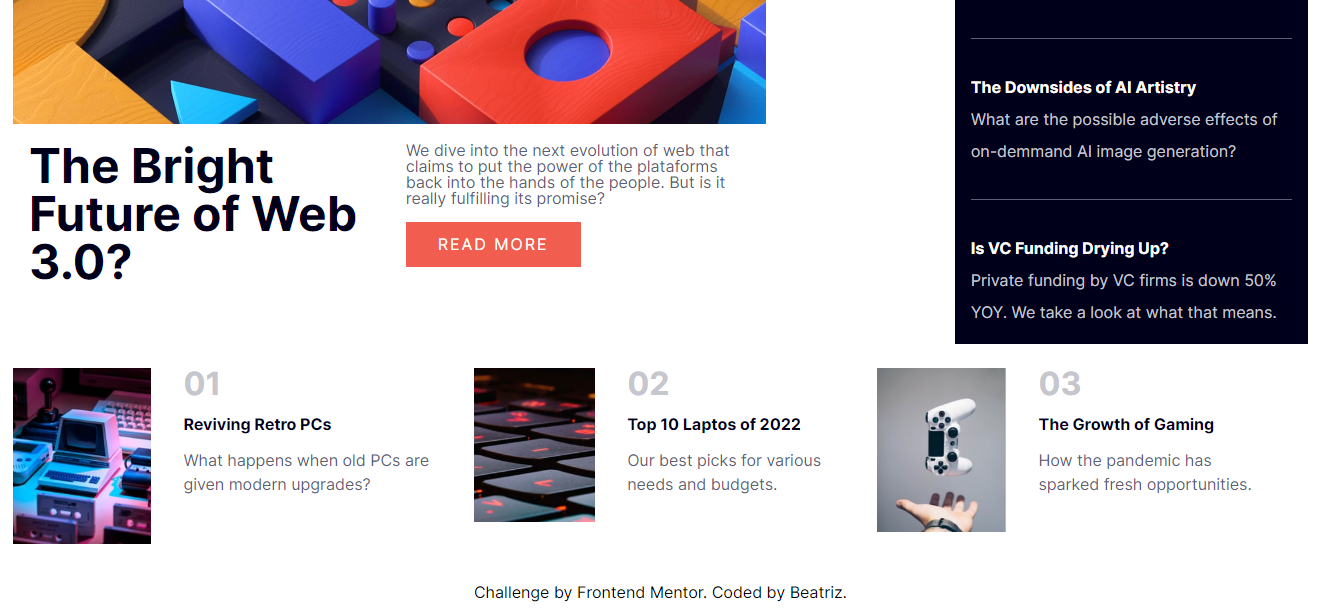 The Bright
Future of Web
3.0?
We dive into the next evolution of web that
claims to put the power of the plataforms
back into the hands of the people. But is it
really fulfilling its promise?
READ MORE
The Downsides of AI Artistry
What are the possible adverse effects of
on-demmand AI image generation?
Is VC Funding Drying Up?
Private funding by VC firms is down 50%
YOY. We take a look at what that means.
01
Reviving Retro PCs
What happens when old PCs are
given modern upgrades?
02
Top 10 Laptos of 2022
Our best picks for various
needs and budgets.
03
The Growth of Gaming
How the pandemic has
sparked fresh opportunities.
Challenge by Frontend Mentor. Coded by Beatriz.